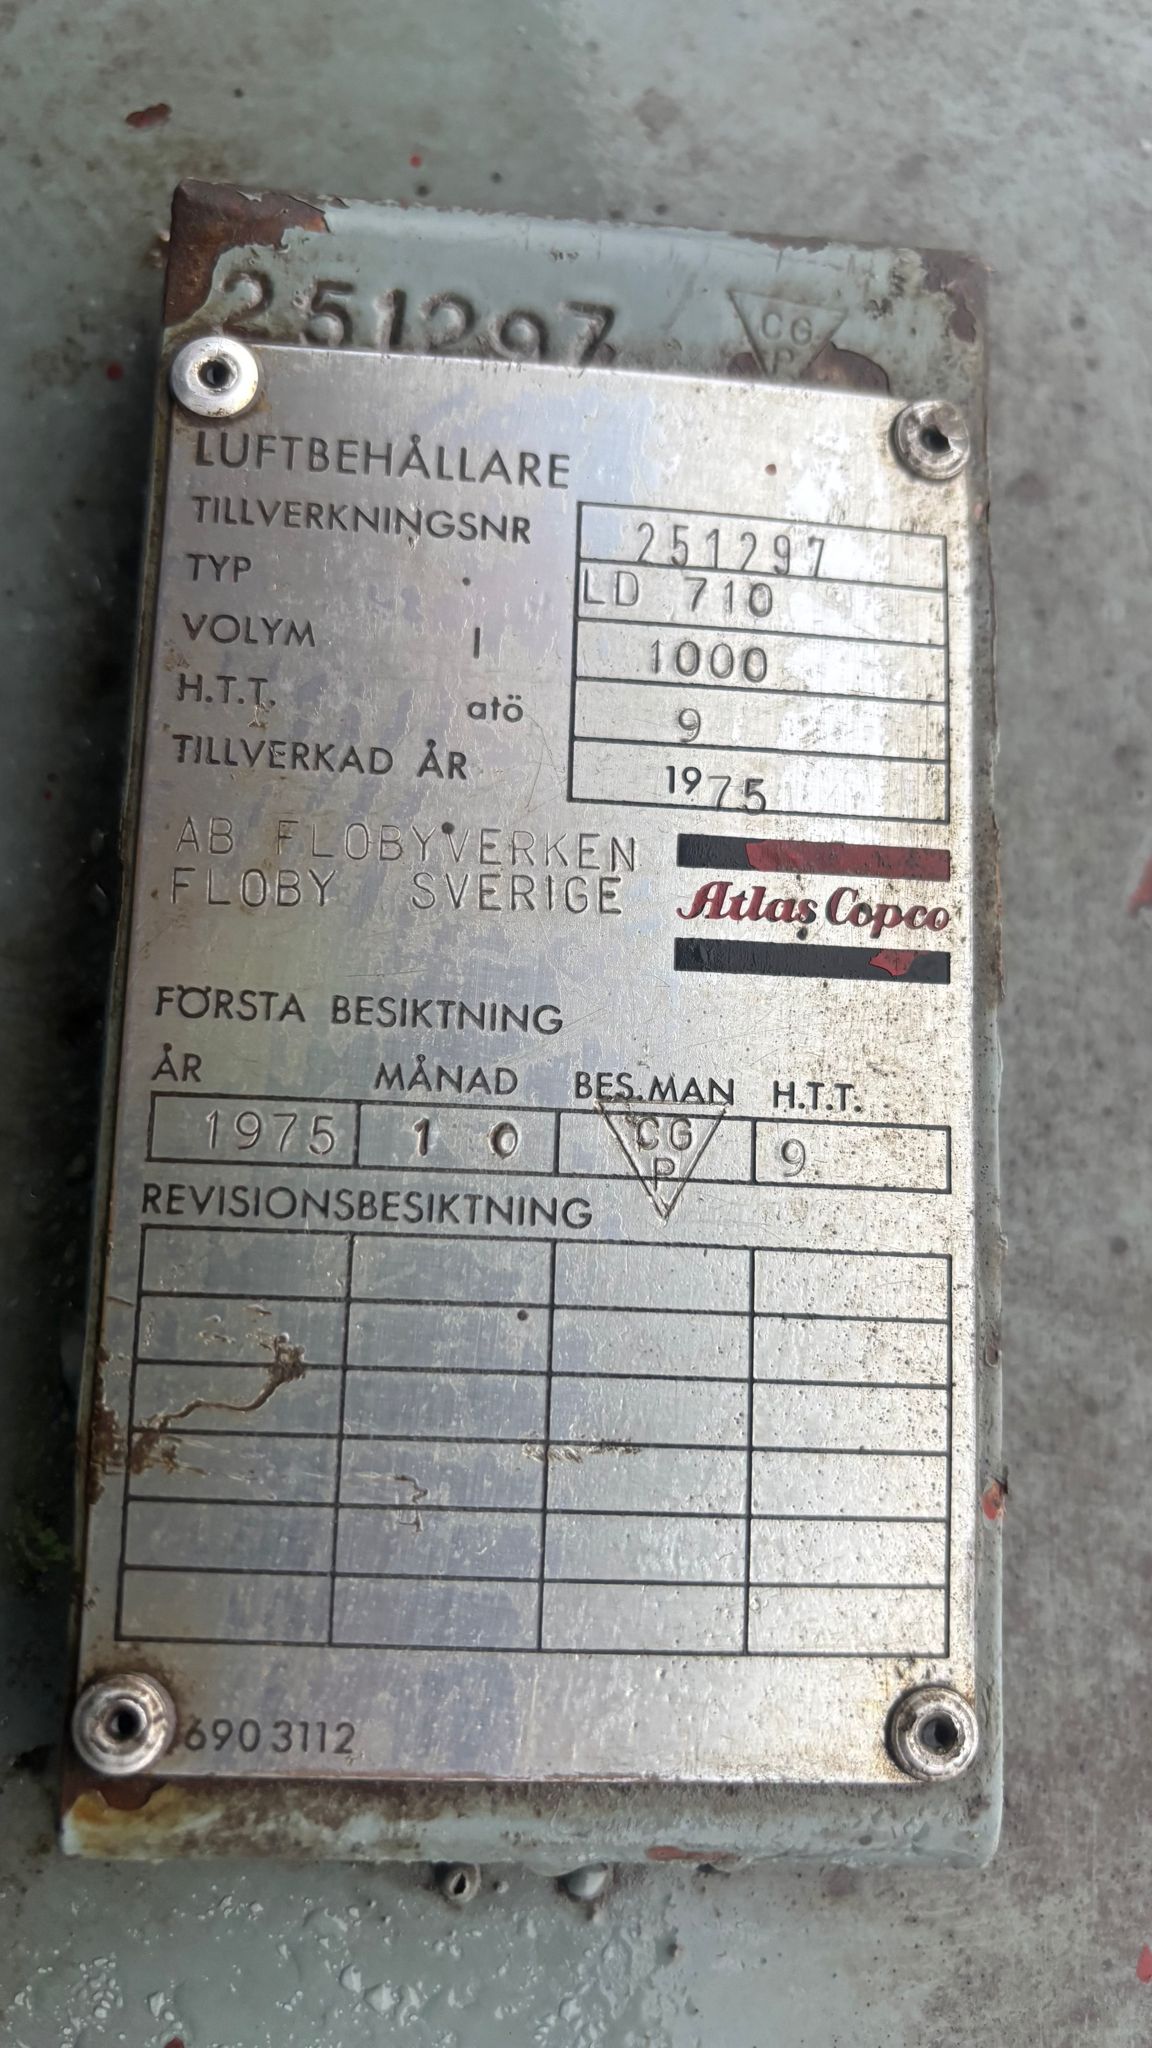 251297 CG
P
LUFTBEHÅLLARE
TILLVERKNINGSNR 251297
TYP LD 710
VOLYM l 1000
H.T.T. atö 9
TILLVERKAD ÅR 1975
AB FLOBYVERKEN
FLOBY SVERIGE
Atlas Copco
FÖRSTA BESIKTNING
ÅR MÅNAD BES.MAN H.T.T.
1975 10 CG 9
P
REVISIONSBESIKTNING
690 3112